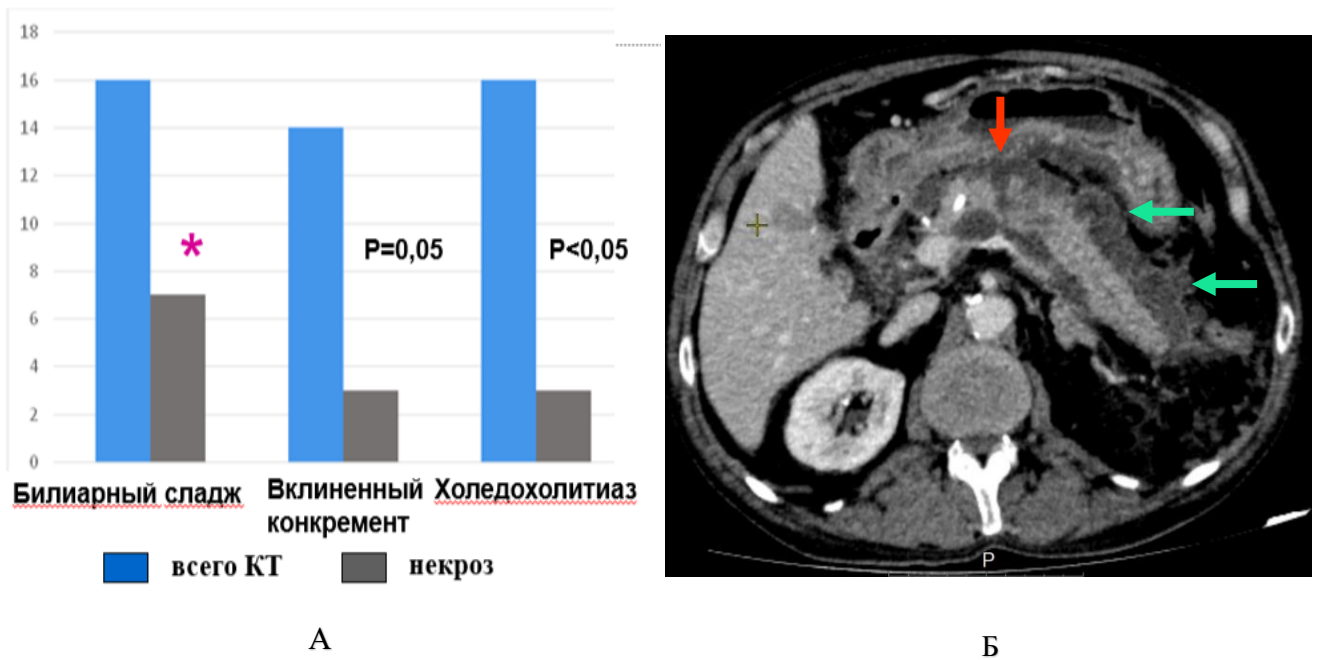 18
16
14
12
10
8
6
4
2
0
*
P=0,05
P<0,05
Билиарный сладж
Вклиненный
конкремент
Холедохолитиаз
всего КТ
некроз
А
P
Б